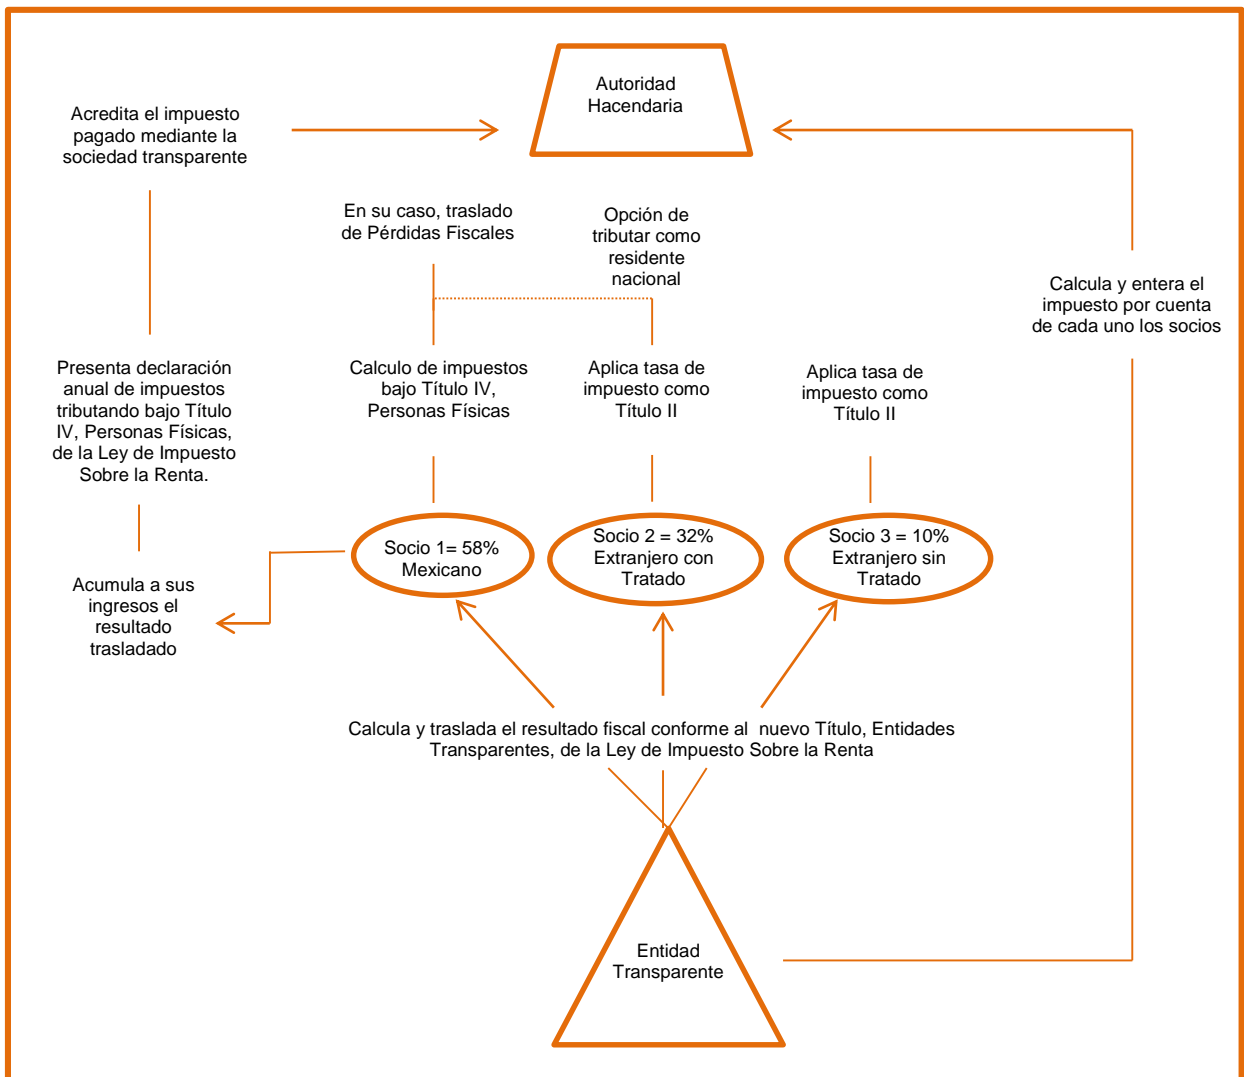 Autoridad
Hacendaria
Acredita el impuesto
pagado mediante la
sociedad transparente
En su caso, traslado
de Pérdidas Fiscales
Opción de
tributar como
residente
nacional
Calcula y entera el
impuesto por cuenta
de cada uno los socios
Presenta declaración
anual de impuestos
tributando bajo Título
IV, Personas Físicas,
de la Ley de Impuesto
Sobre la Renta.
Calculo de impuestos
bajo Título IV,
Personas Físicas
Aplica tasa de
impuesto como
Título II
Aplica tasa de
impuesto como
Título II
Socio 1= 58%
Mexicano
Socio 2 = 32%
Extranjero con
Tratado
Socio 3 = 10%
Extranjero sin
Tratado
Acumula a sus
ingresos el
resultado
trasladado
Calcula y traslada el resultado fiscal conforme al nuevo Título, Entidades
Transparentes, de la Ley de Impuesto Sobre la Renta
Entidad
Transparente